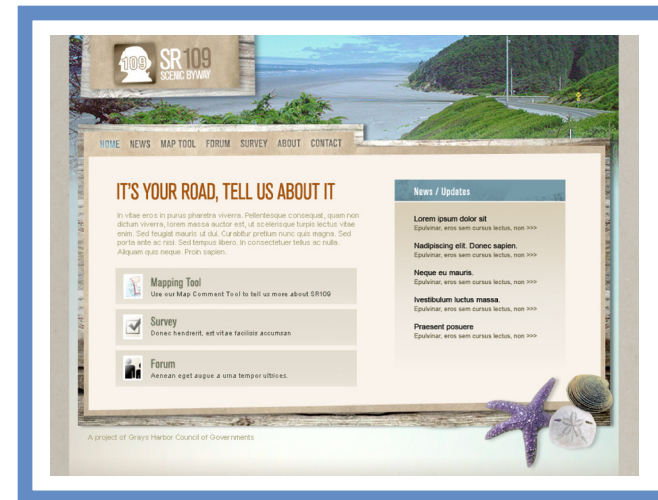 109
SR109
SCENIC BYWAY
HOME NEWS MAP TOOL FORUM SURVEY ABOUT CONTACT
IT'S YOUR ROAD, TELL US ABOUT IT
In vitae eros in purus pharetra viverra. Pellentesque consequat, quam non
dictum viverra, lorem massa auctor est, ut scelerisque turpis lectus vitae
enim. Sed feugiat mauris ut dui. Curabitur pretium nunc quis magna. Sed
porta ante ac nisi. Sed tempus libero. In consectetuer tellus ac nulla.
Aliquam quis neque. Proin sapien.
Mapping Tool
Use our Map Comment Tool to tell us more about SR109
Survey
Donec hendrerit, est vitae facilisis accumsan
Forum
Aenean eget augue a urna tempor ultrices.
News / Updates
Lorem ipsum dolor sit
Epulvinar, eros sem cursus lectus, non >>>
Nadipiscing elit. Donec sapien.
Epulvinar, eros sem cursus lectus, non >>>
Neque eu mauris.
Epulvinar, eros sem cursus lectus, non >>>
Ivestibulum luctus massa.
Epulvinar, eros sem cursus lectus, non >>>
Praesent posuere
Epulvinar, eros sem cursus lectus, non >>>
A project of Grays Harbor Council of Governments